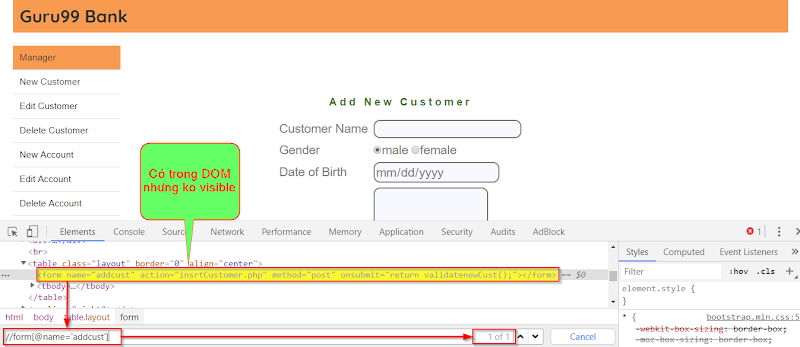 Guru99 Bank
Manager
New Customer
Edit Customer
Delete Customer
New Account
Edit Account
Delete Account
Add New Customer
Customer Name
Gender
male female
Date of Birth
mm/dd/yyyy
Có trong DOM
nhưng ko visible
Elements Console Network Performance Memory Application Security Audits AdBlock 1
<br>
<table class="layout" border="0" align="center">
<form name="addcust" action="insrtCustomer.php" method="post" onsubmit="return validatenewCust();"></form> == $0
<tbody>…</tbody>
</table>
html body table.layout form
//form[@name='addcust'] 1 of 1 Cancel
Styles Computed Event Listeners
Filter :hov .cls
element.style {
}
bootstrap.min.css:5
* {
-webkit-box-sizing: border-box;
-moz-box-sizing: border-box;